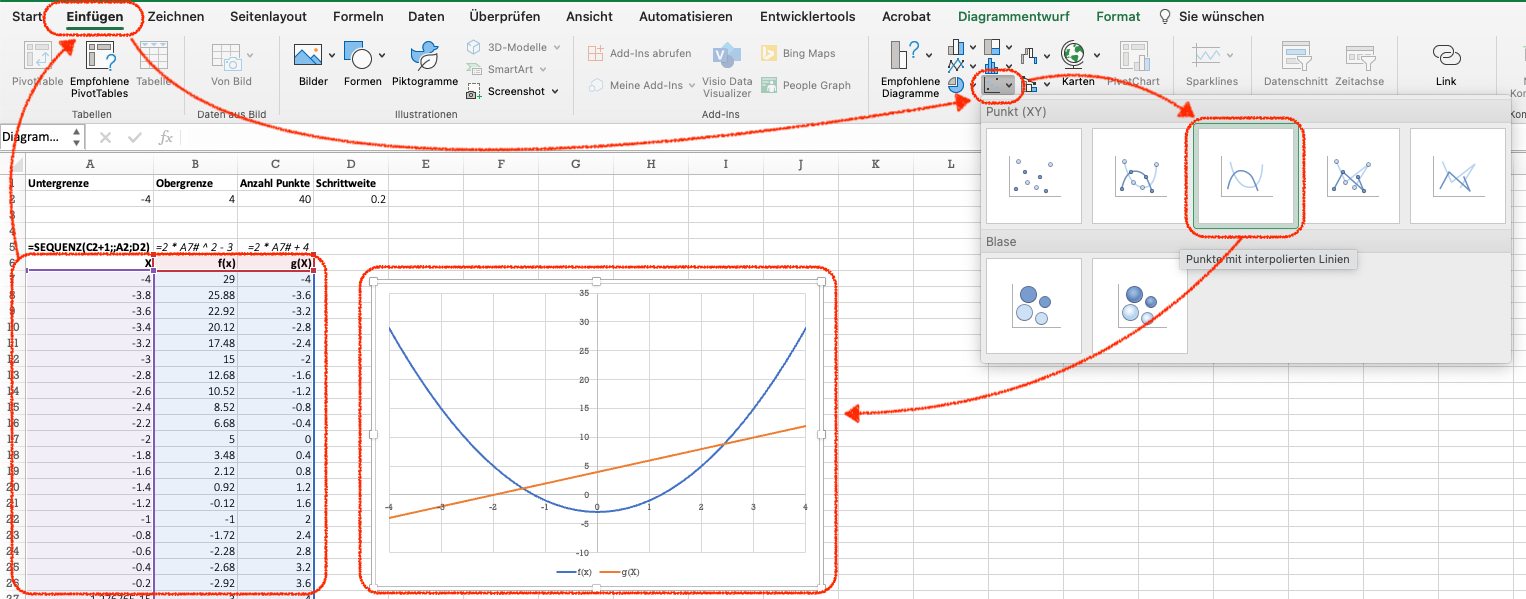 Start Einfügen Zeichnen Seitenlayout Formeln Daten Überprüfen Ansicht Automatisieren Entwicklertools Acrobat Diagrammentwurf Format Sie wünschen
PivotTable Empfohlene PivotTables Tabelle Von Bild Bilder Formen Piktogramme 3D-Modelle SmartArt Screenshot Add-Ins abrufen Meine Add-Ins Visio Data Visualizer Bing Maps People Graph Empfohlene Diagramme Karten PivotChart Sparklines Datenschnitt Zeitachse Link
Tabellen Daten aus Bild Illustrationen Add-Ins
Diagram... fx
Punkt (XY)
Blase
Punkte mit interpolierten Linien
A B C D E F G H I J K L
1 Untergrenze Obergrenze Anzahl Punkte Schrittweite
2 -4 4 40 0.2
3
4
5 =SEQUENZ(C2+1;;A2;D2) =2 * A7# ^ 2 - 3 =2 * A7# + 4
6 X f(x) g(X)
7 -4 29 -4
8 -3.8 25.88 -3.6
9 -3.6 22.92 -3.2
10 -3.4 20.12 -2.8
11 -3.2 17.48 -2.4
12 -3 15 -2
13 -2.8 12.68 -1.6
14 -2.6 10.52 -1.2
15 -2.4 8.52 -0.8
16 -2.2 6.68 -0.4
17 -2 5 0
18 -1.8 3.48 0.4
19 -1.6 2.12 0.8
20 -1.4 0.92 1.2
21 -1.2 -0.12 1.6
22 -1 -1 2
23 -0.8 -1.72 2.4
24 -0.6 -2.28 2.8
25 -0.4 -2.68 3.2
26 -0.2 -2.92 3.6
27
35
30
25
20
15
10
5
0
-4 -3 -2 -1 0 1 2 3 4
-5
-10
f(x) g(X)